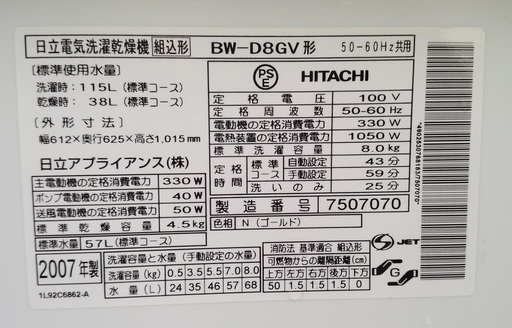 日立電気洗濯乾燥機 組込形 BW-D8GV形 50-60Hz共用
〔標準使用水量〕
洗濯時：115L（標準コース）
乾燥時： 38L（標準コース）
〔外形寸法〕
幅612×奥行625×高さ1,015mm
日立アプライアンス(株)
主電動機の定格消費電力 330W
ポンプ電動機の定格消費電力 40W
送風電動機の定格消費電力 50W
標準乾燥容量 4.5kg
標準水量 57L(標準コース)
PSE HITACHI
定格電圧 100V
定格周波数 50-60Hz
電動機の定格消費電力 330W
電熱装置の定格消費電力 1050W
標準洗濯容量 8.0kg
定格時間 標準コース 自動設定 43分
手動設定 59分
洗いのみ 25分
製造番号 7507070
色相 N（ゴールド）
2007年製
洗濯容量と水量（手動設定の水量）
洗濯容量(kg) 0.5 3.5 5.5 7.0 8.0
水量(L) 24 35 46 57 68
消防法 基準適合 組込形
可燃物からの離隔距離(cm)
上方 左方 右方 前方 後方 下方
50 1.5 1.5 1.5 1.5 0
S JET
G
1L92C6862-A